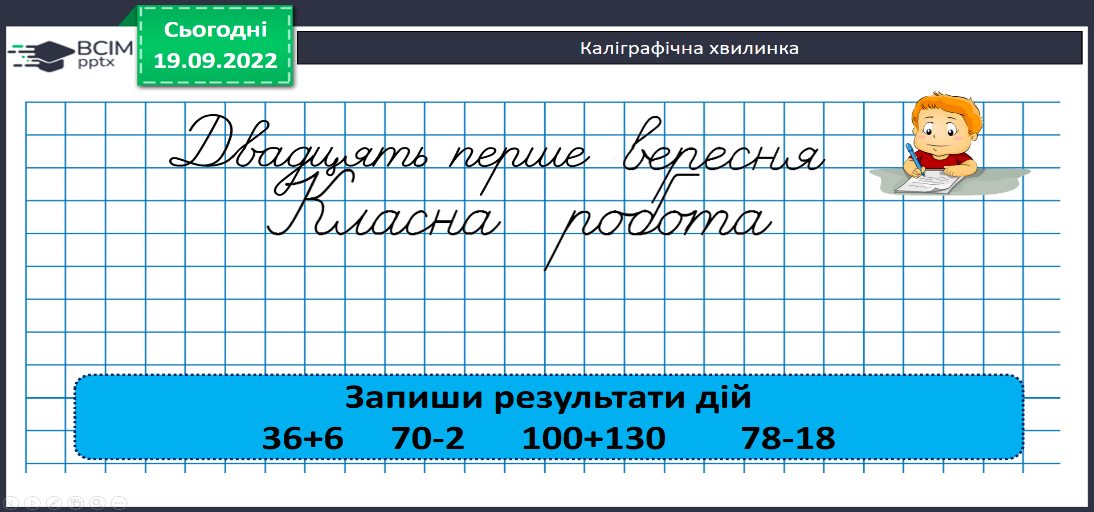 Сьогодні
19.09.2022
ВСІМ
pptx
Каліграфічна хвилинка
Двадцять перше вересня
Класна робота
Запиши результати дій
36+6 70-2 100+130 78-18